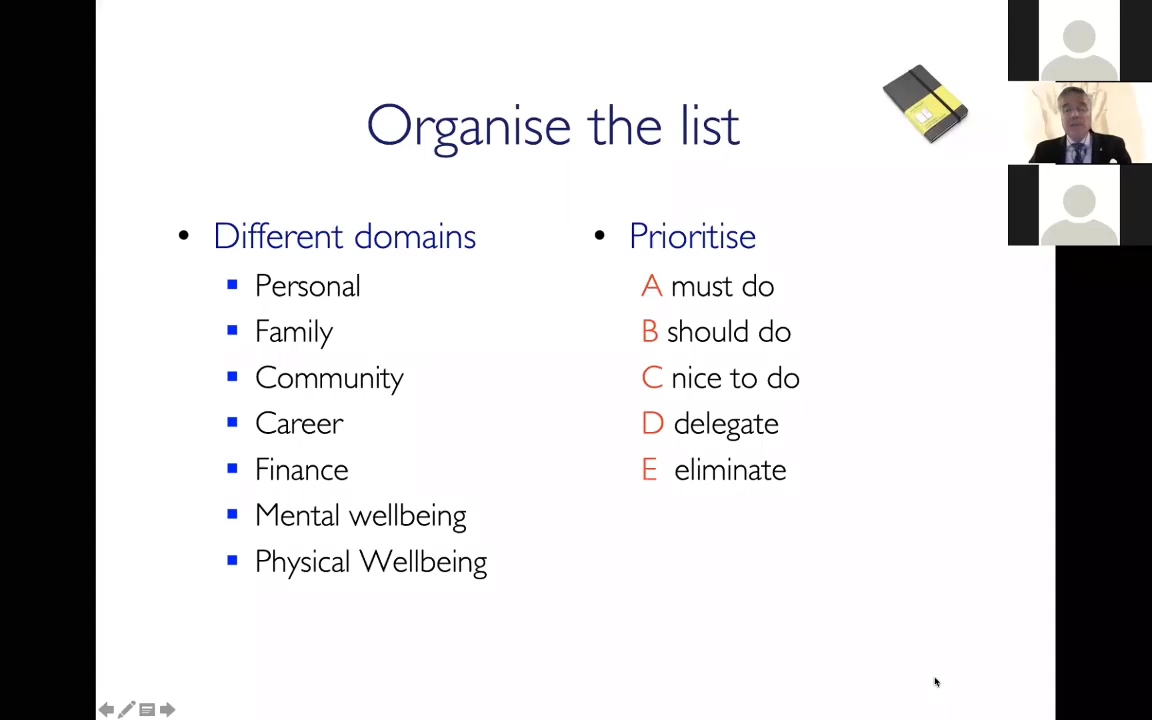 Organise the list
• Different domains
▪ Personal
▪ Family
▪ Community
▪ Career
▪ Finance
▪ Mental wellbeing
▪ Physical Wellbeing
• Prioritise
A must do
B should do
C nice to do
D delegate
E eliminate